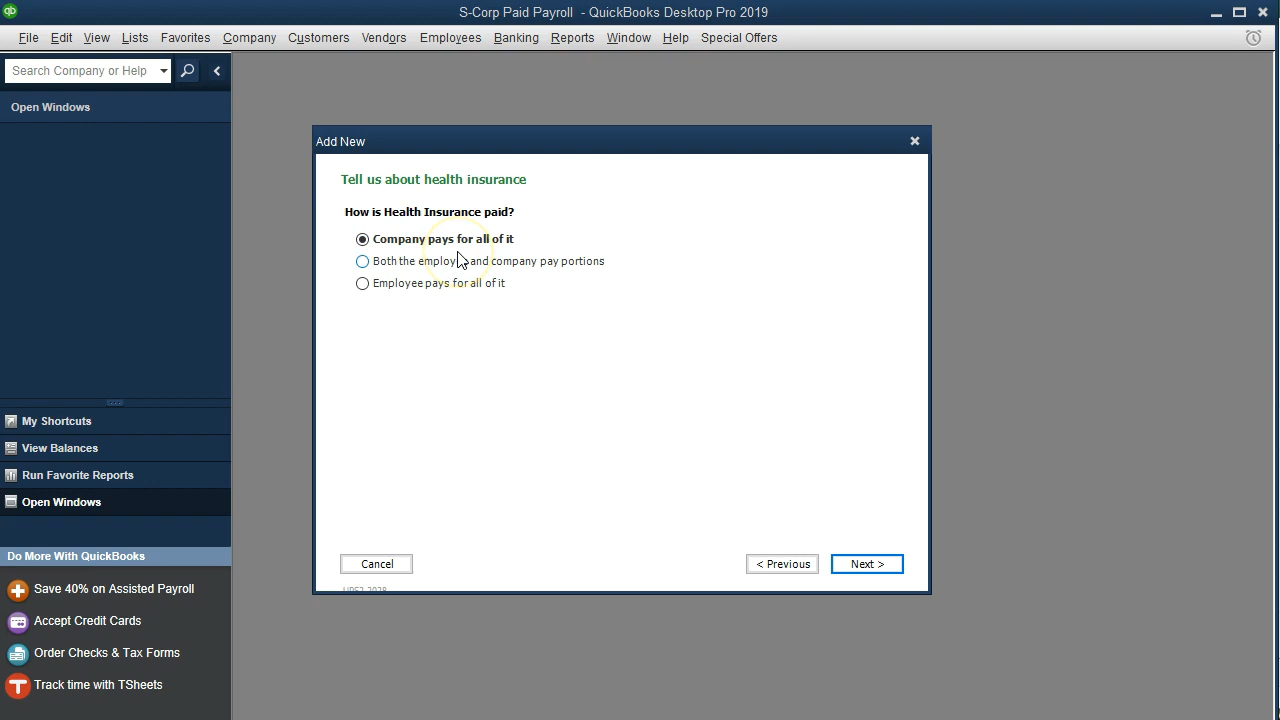 S-Corp Paid Payroll - QuickBooks Desktop Pro 2019
File Edit View Lists Favorites Company Customers Vendors Employees Banking Reports Window Help Special Offers
Search Company or Help
Open Windows
Add New
Tell us about health insurance
How is Health Insurance paid?
Company pays for all of it
Both the employee and company pay portions
Employee pays for all of it
Cancel
< Previous
Next >
My Shortcuts
View Balances
Run Favorite Reports
Open Windows
Do More With QuickBooks
Save 40% on Assisted Payroll
Accept Credit Cards
Order Checks & Tax Forms
Track time with TSheets